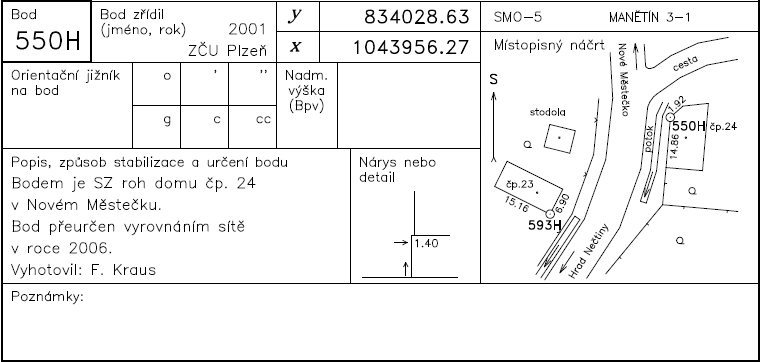 Bod
550H
Bod zřídil
(jméno, rok) 2001
ZČU Plzeň
y 834028.63
x 1043956.27
SMO-5 MANĚTÍN 3-1
Orientační jižník
na bod
o ' ''
g c cc
Nadm.
výška
(Bpv)
Místopisný náčrt
S
Nové Městečko
cesta
stodola
potok
1.92
550H
čp.24
14.86
čp.23
15.16
6.90
593H
Hrad Nečtiny
Popis, způsob stabilizace a určení bodu
Bodem je SZ roh domu čp. 24
v Novém Městečku.
Bod přeurčen vyrovnáním sítě
v roce 2006.
Vyhotovil: F. Kraus
Nárys nebo
detail
1.40
Poznámky: